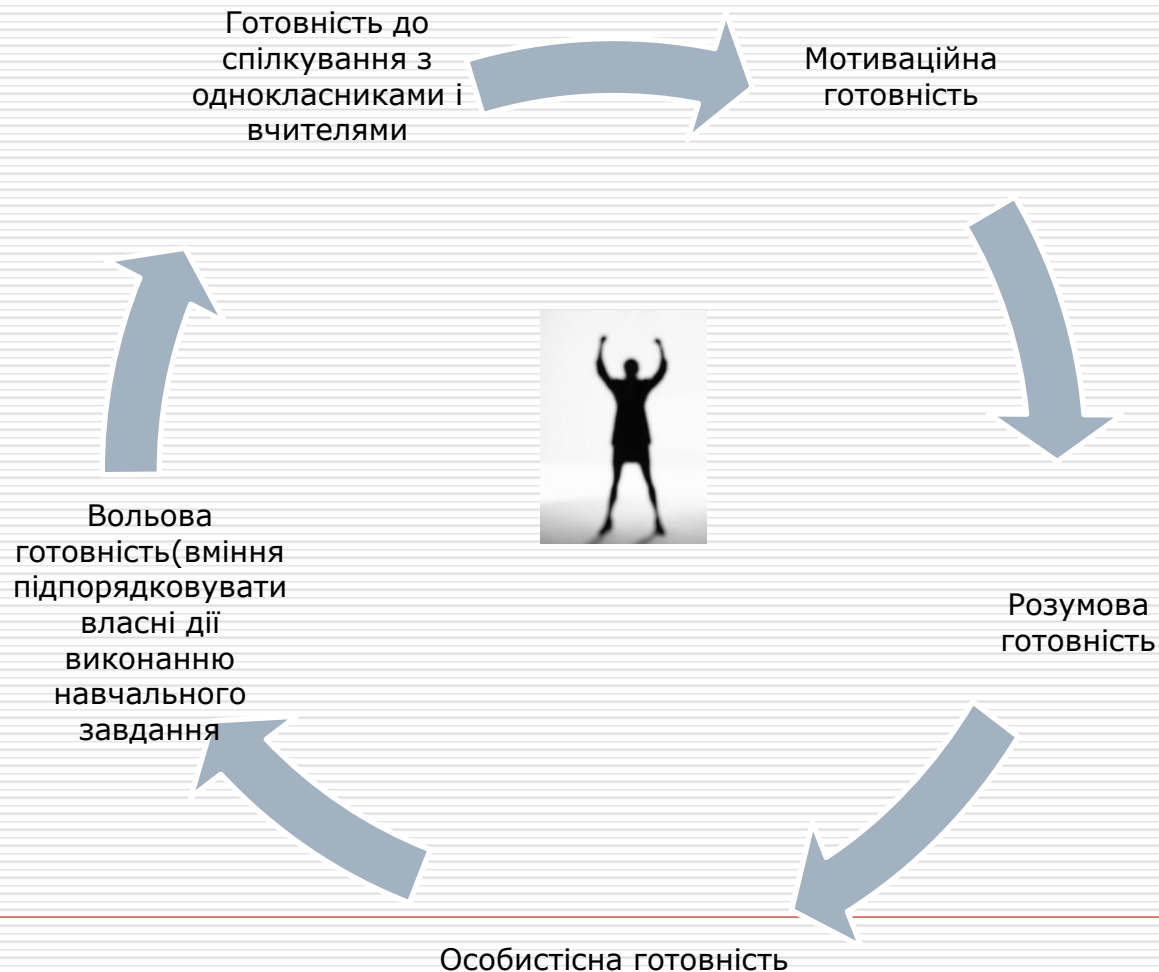 Готовність до
спілкування з
однокласниками і
вчителями
Мотиваційна
готовність
Розумова
готовність
Особистісна готовність
Вольова
готовність(вміння
підпорядковувати
власні дії
виконанню
навчального
завдання